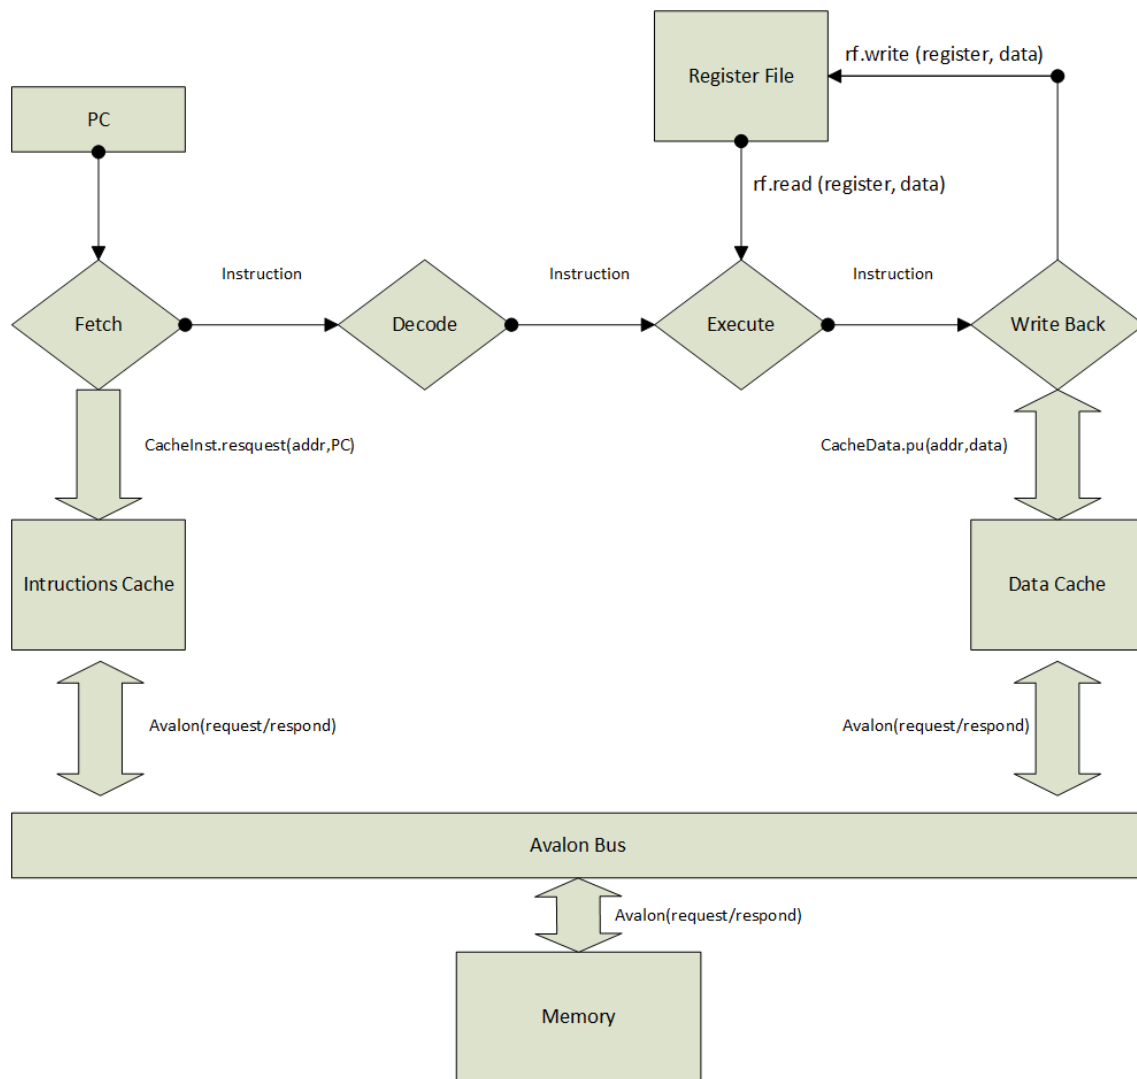 rf.write (register, data)
Register File
PC
rf.read (register, data)
Instruction
Instruction
Instruction
Fetch
Decode
Execute
Write Back
CacheInst.resquest(addr,PC)
CacheData.pu(addr,data)
Intructions Cache
Data Cache
Avalon(request/respond)
Avalon(request/respond)
Avalon Bus
Avalon(request/respond)
Memory